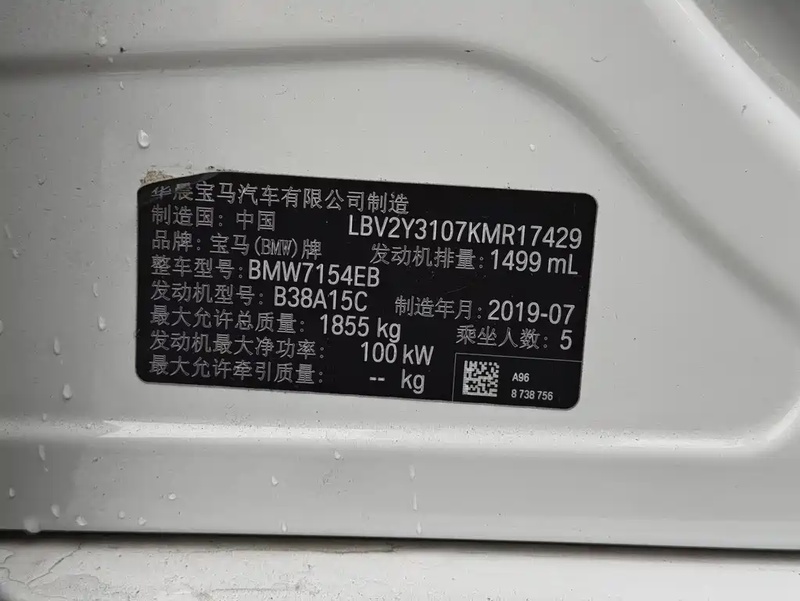 华晨宝马汽车有限公司制造
制造国: 中国 LBV2Y3107KMR17429
品牌: 宝马(BMW)牌 发动机排量: 1499 mL
整车型号: BMW7154EB
发动机型号: B38A15C 制造年月: 2019-07
最大允许总质量: 1855 kg 乘坐人数: 5
发动机最大净功率: 100 kW
最大允许牵引质量: -- kg
A96
8 738 756